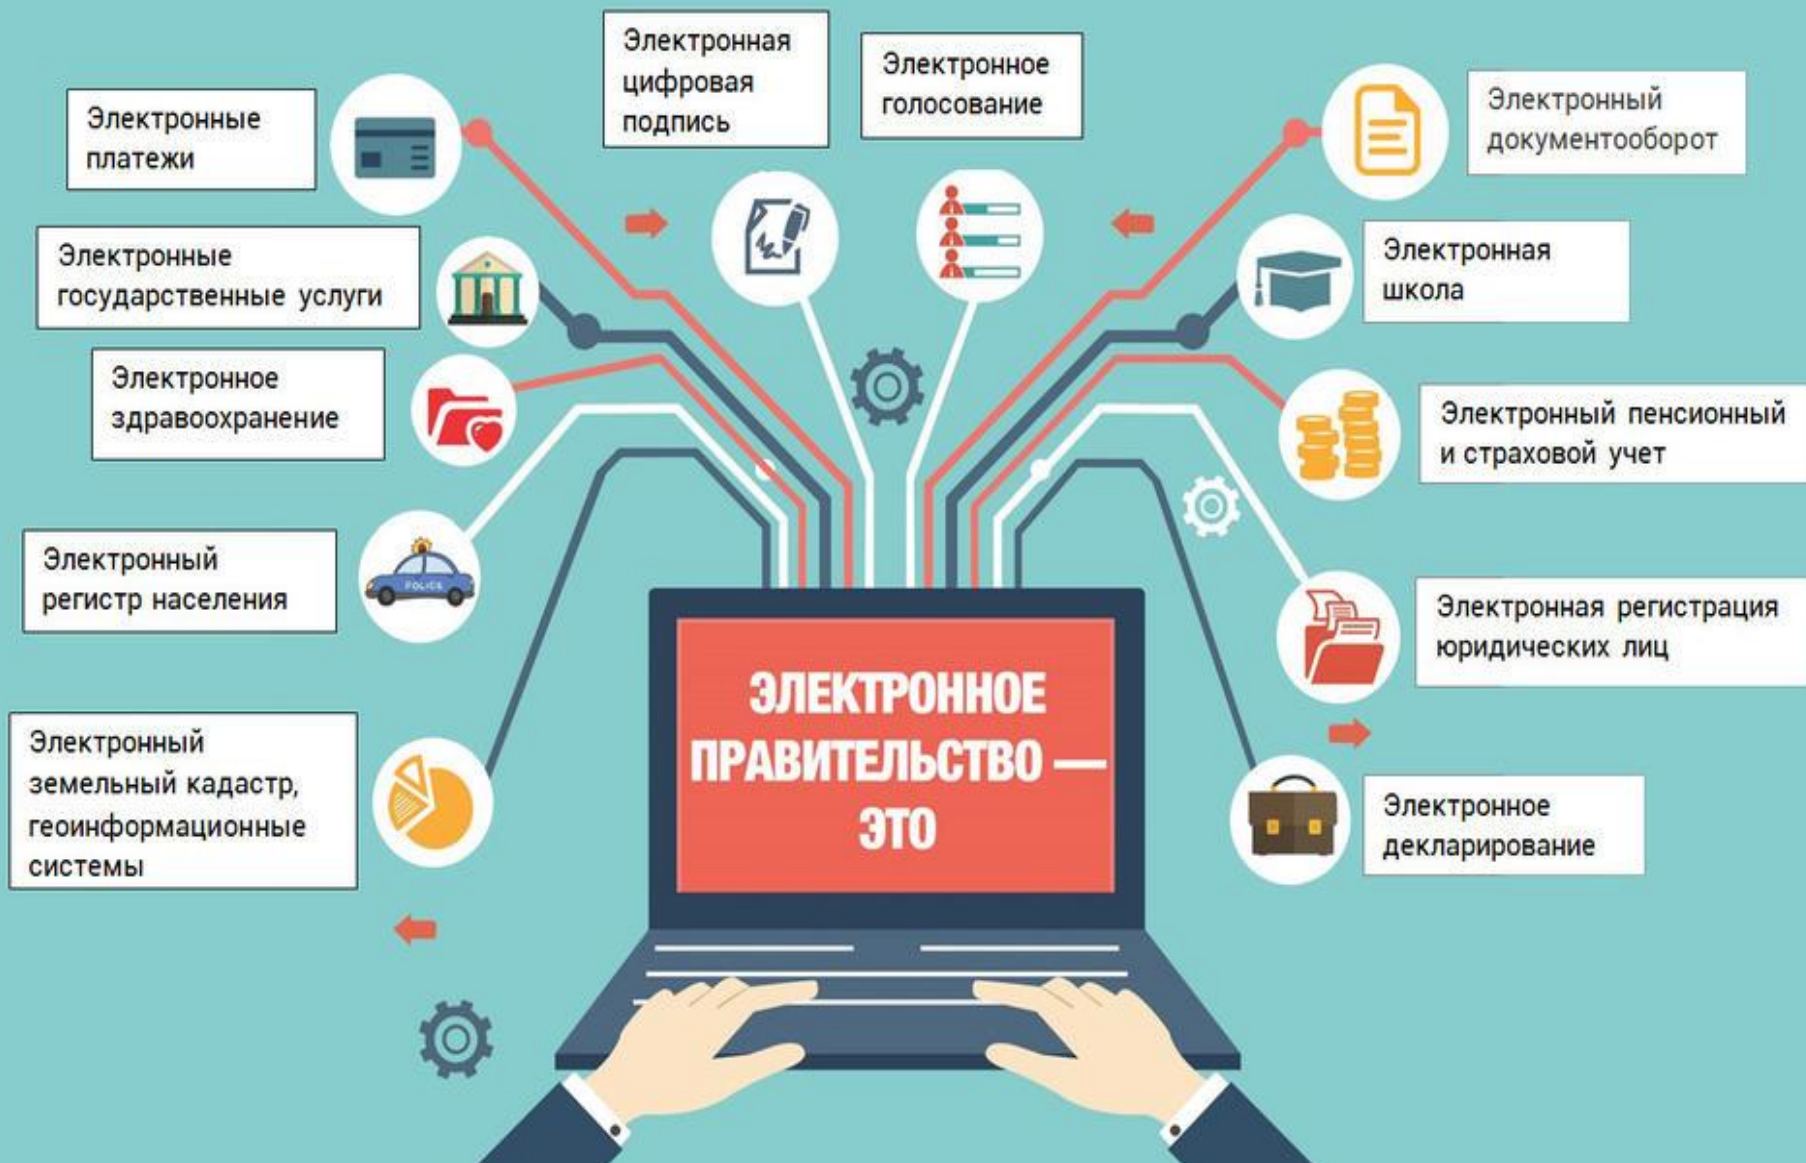 Электронная
цифровая
подпись
Электронное
голосование
Электронные
платежи
Электронный
документооборот
Электронные
государственные услуги
Электронная
школа
Электронное
здравоохранение
Электронный пенсионный
и страховой учет
Электронный
регистр населения
POLICE
Электронная регистрация
юридических лиц
Электронный
земельный кадастр,
геоинформационные
системы
Электронное
декларирование
ЭЛЕКТРОННОЕ
ПРАВИТЕЛЬСТВО —
ЭТО